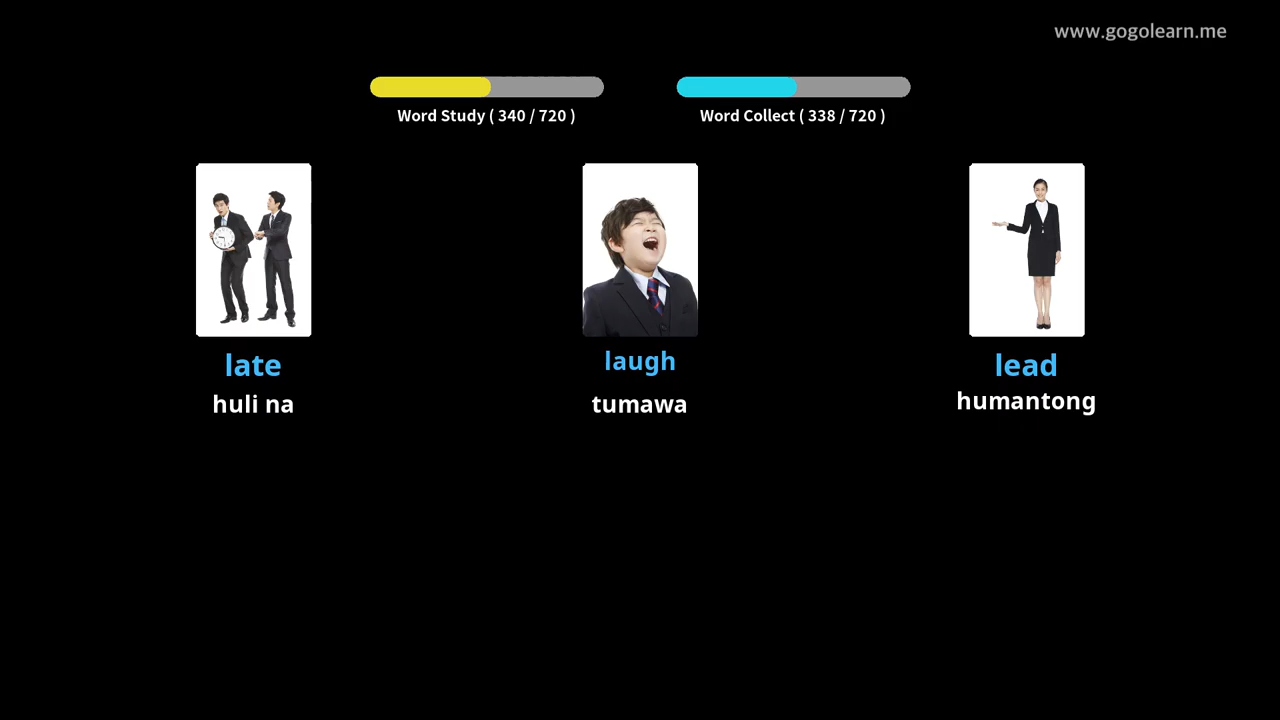 www.gogolearn.me
Word Study ( 340 / 720 )
Word Collect ( 338 / 720 )
late
laugh
lead
huli na
tumawa
humantong